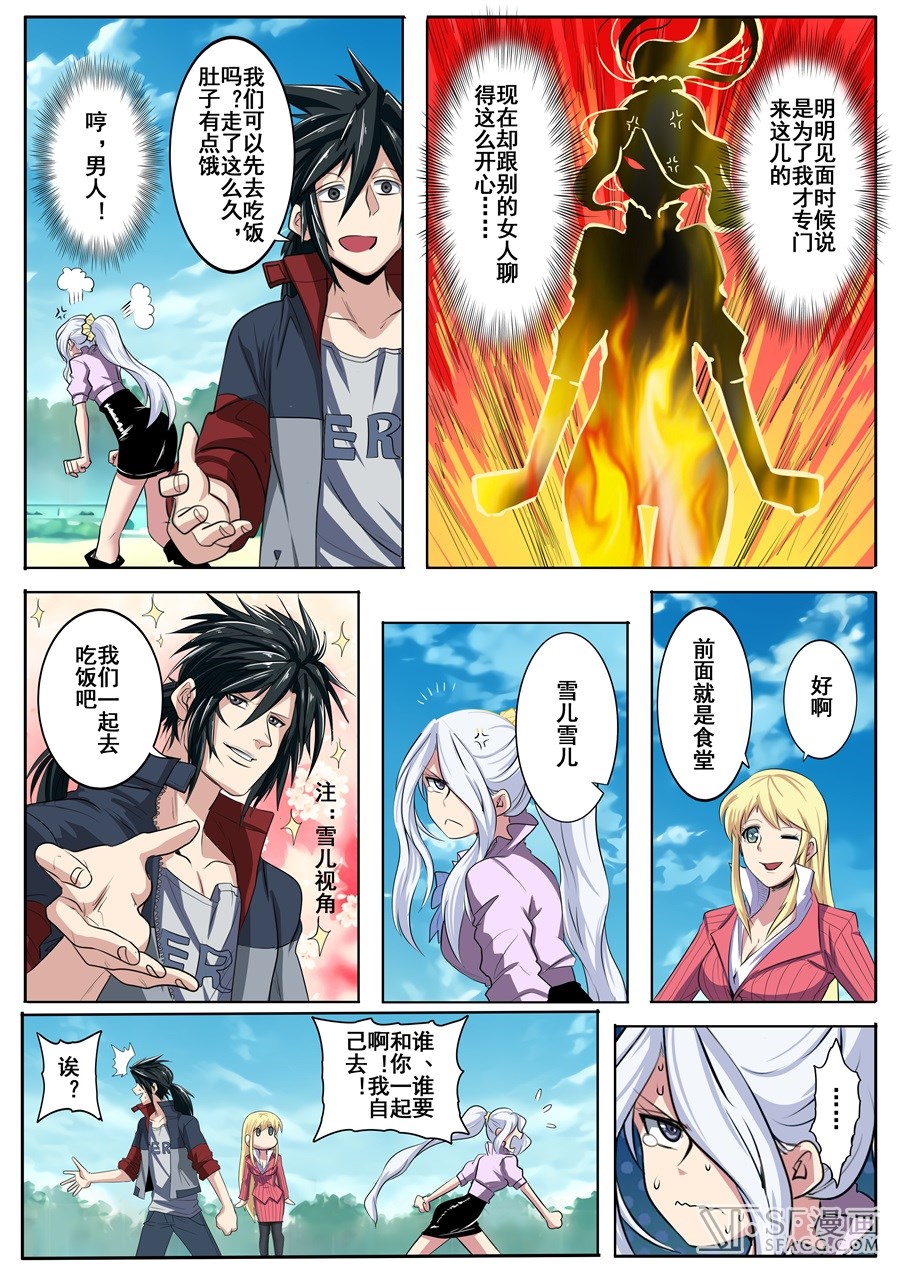 明明见面时候说
是为了我才专门
来这儿的
现在却跟别的女人聊
得这么开心……
我们可以先去吃饭
吗？走了这么久，
肚子有点饿
哼，男人！
好啊
前面就是食堂
雪儿雪儿
我们一起去
吃饭吧
注：雪儿视角
……
谁、谁要
和你一起
啊！我自
己去！
诶？
ER
ER
ER
SF漫画
SFACG.COM